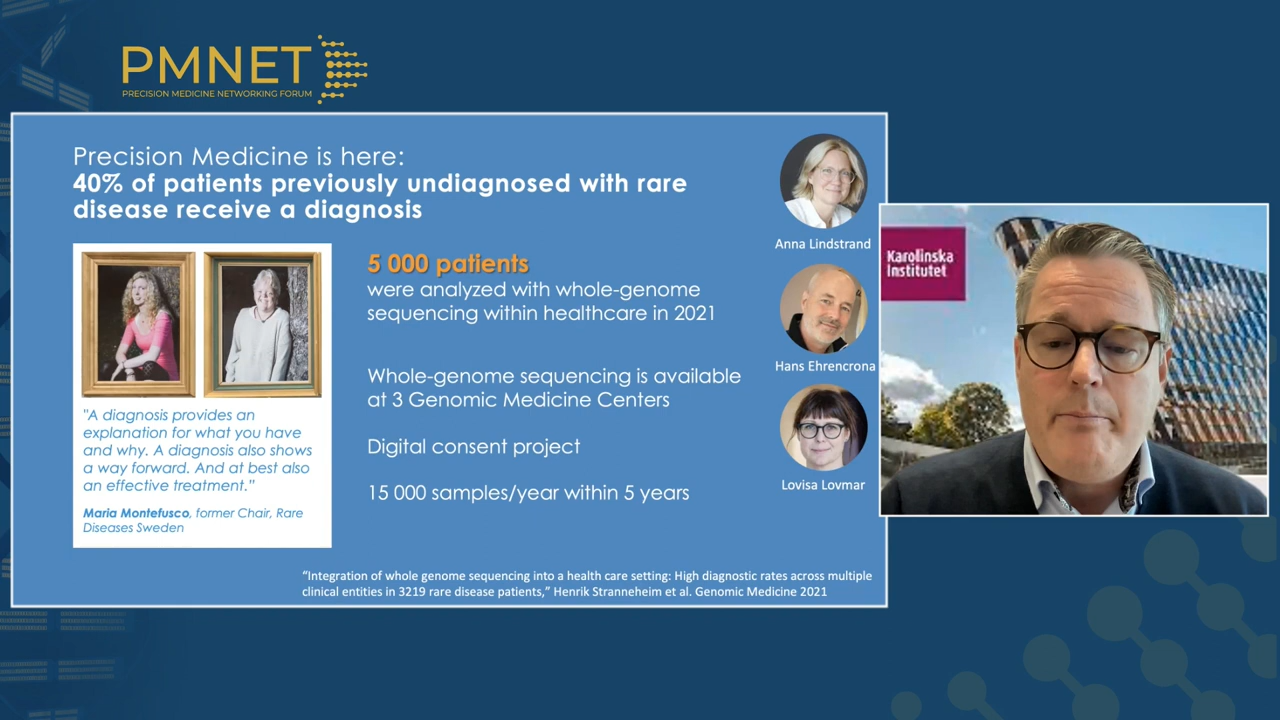 PMNET
PRECISION MEDICINE NETWORKING FORUM
Precision Medicine is here:
40% of patients previously undiagnosed with rare
disease receive a diagnosis
"A diagnosis provides an
explanation for what you have
and why. A diagnosis also shows
a way forward. And at best also
an effective treatment."
Maria Montefusco, former Chair, Rare
Diseases Sweden
5 000 patients
were analyzed with whole-genome
sequencing within healthcare in 2021
Whole-genome sequencing is available
at 3 Genomic Medicine Centers
Digital consent project
15 000 samples/year within 5 years
Anna Lindstrand
Hans Ehrencrona
Lovisa Lovmar
“Integration of whole genome sequencing into a health care setting: High diagnostic rates across multiple
clinical entities in 3219 rare disease patients,” Henrik Stranneheim et al. Genomic Medicine 2021
Karolinska
Institutet